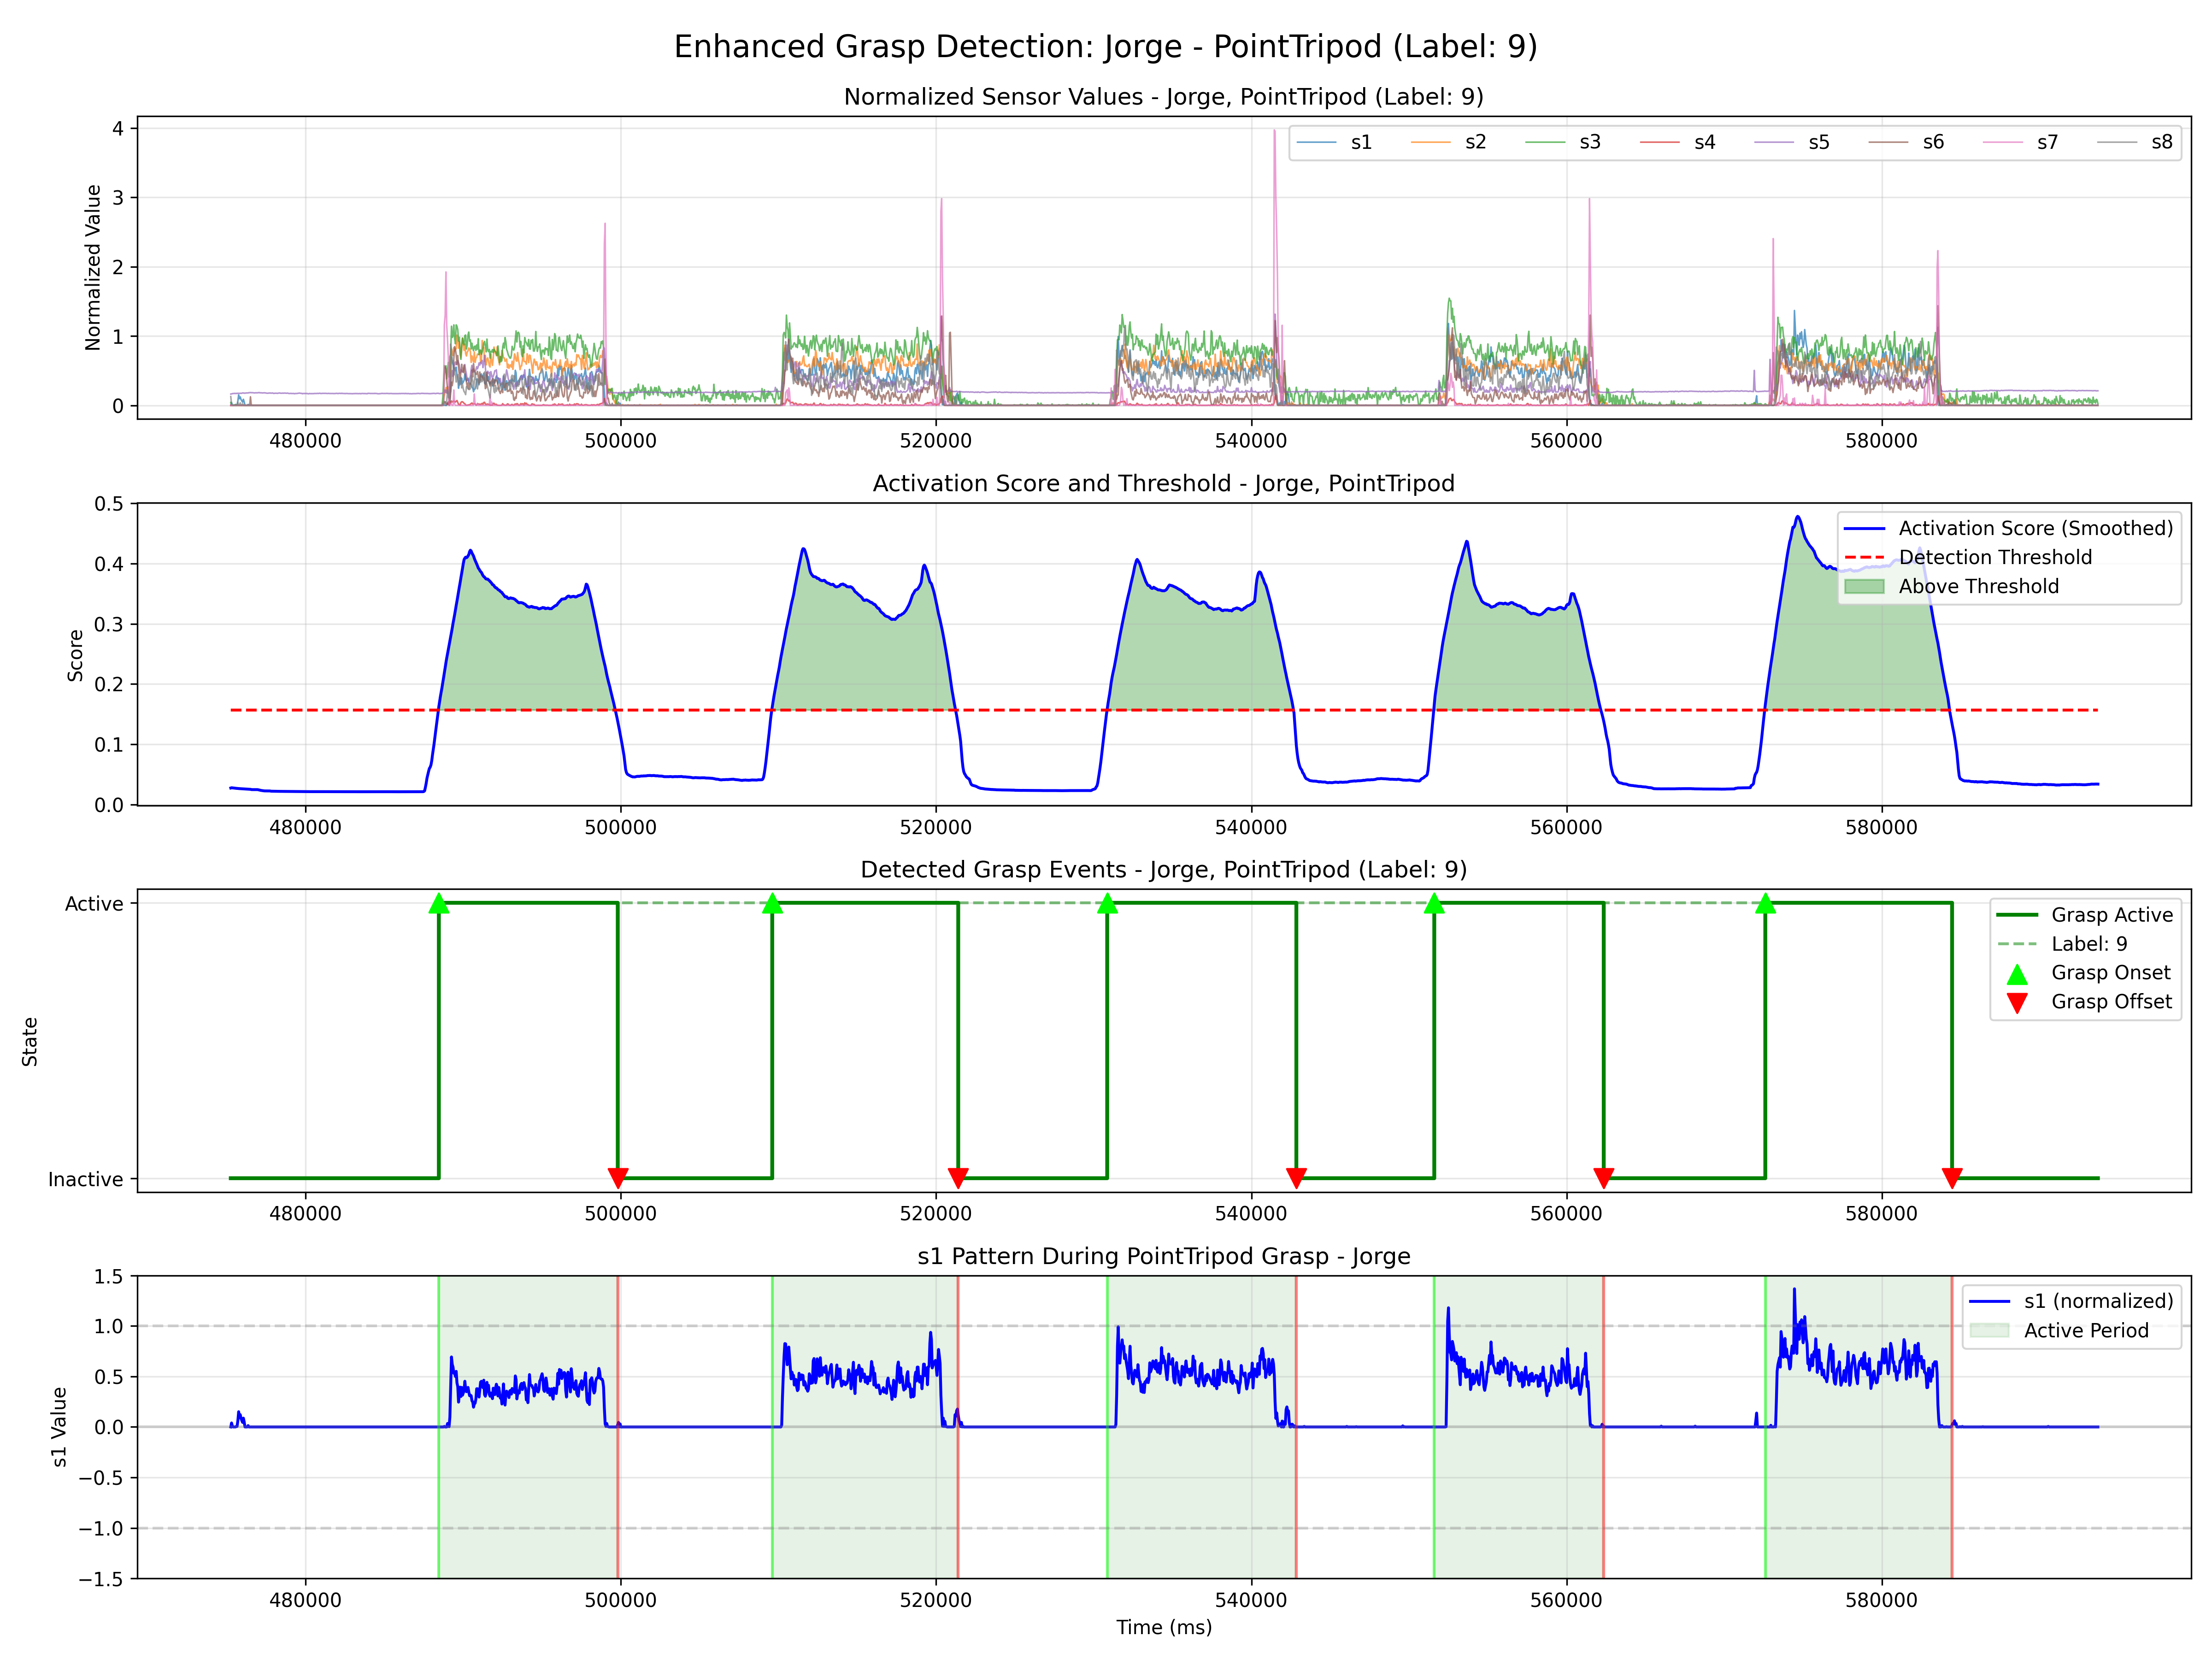 Enhanced Grasp Detection: Jorge - PointTripod (Label: 9)
Normalized Sensor Values - Jorge, PointTripod (Label: 9)
Normalized Value
4
3
2
1
0
s1 s2 s3 s4 s5 s6 s7 s8
480000 500000 520000 540000 560000 580000
Activation Score and Threshold - Jorge, PointTripod
Score
0.5
0.4
0.3
0.2
0.1
0.0
Activation Score (Smoothed)
Detection Threshold
Above Threshold
480000 500000 520000 540000 560000 580000
Detected Grasp Events - Jorge, PointTripod (Label: 9)
State
Active
Inactive
Grasp Active
Label: 9
Grasp Onset
Grasp Offset
480000 500000 520000 540000 560000 580000
s1 Pattern During PointTripod Grasp - Jorge
s1 Value
1.5
1.0
0.5
0.0
−0.5
−1.0
−1.5
s1 (normalized)
Active Period
480000 500000 520000 540000 560000 580000
Time (ms)